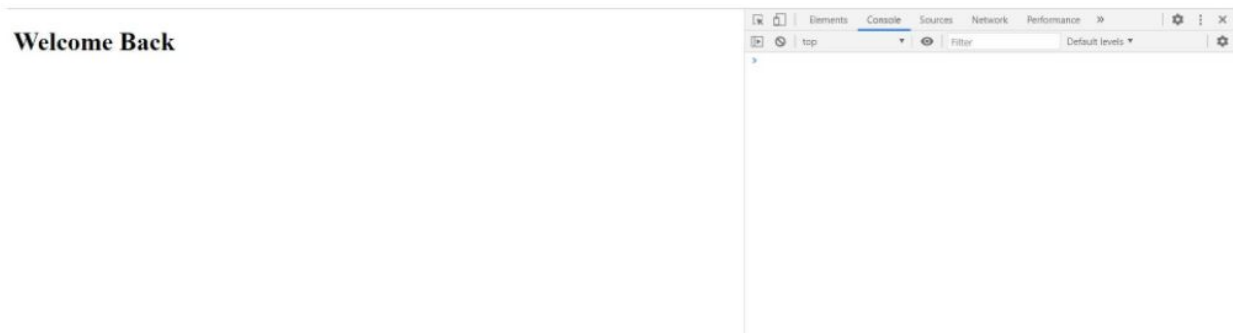 Welcome Back
Elements Console Sources Network Performance »
top Filter Default levels